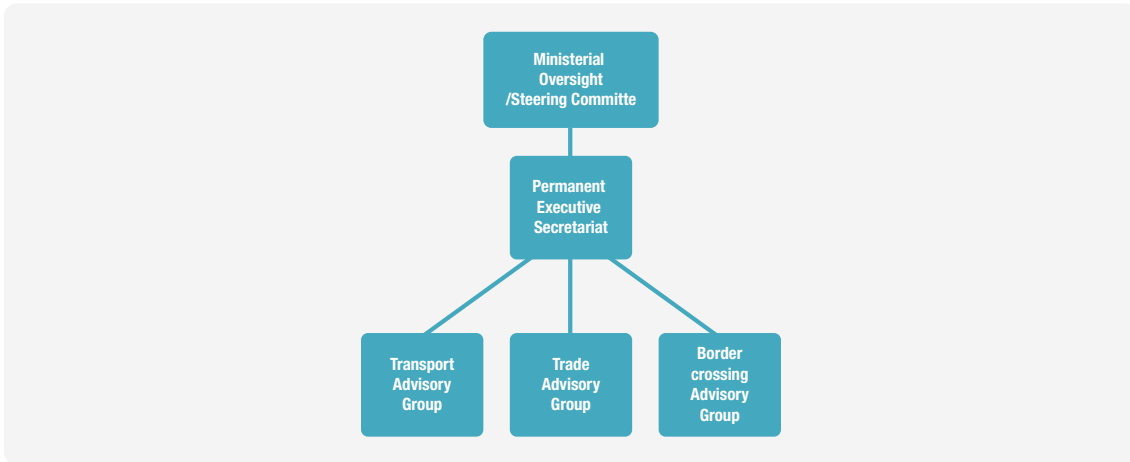 Ministerial
Oversight
/Steering Committe
Permanent
Executive
Secretariat
Transport
Advisory
Group
Trade
Advisory
Group
Border
crossing
Advisory
Group